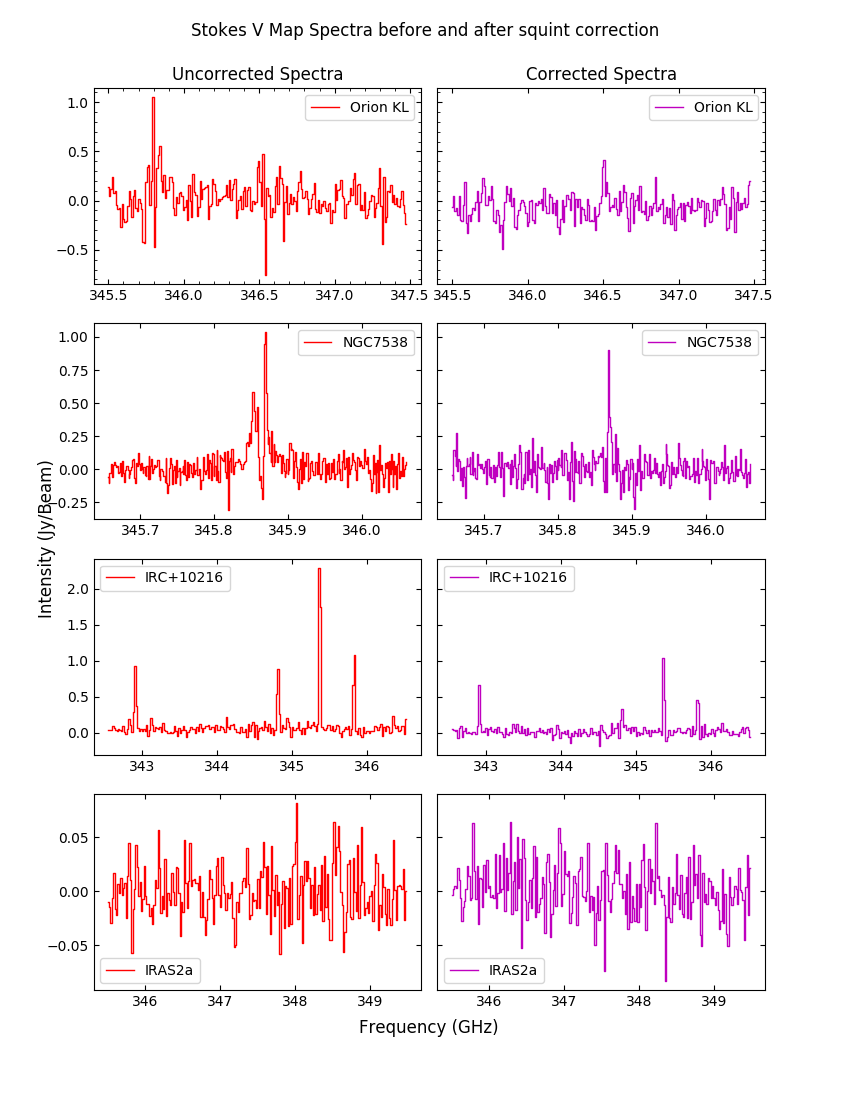 Stokes V Map Spectra before and after squint correction
Uncorrected Spectra
Corrected Spectra
Orion KL
1.0
0.5
0.0
−0.5
345.5 346.0 346.5 347.0 347.5
Orion KL
345.5 346.0 346.5 347.0 347.5
NGC7538
1.00
0.75
0.50
0.25
0.00
−0.25
345.7 345.8 345.9 346.0
NGC7538
345.7 345.8 345.9 346.0
Intensity (Jy/Beam)
IRC+10216
2.0
1.5
1.0
0.5
0.0
343 344 345 346
IRC+10216
343 344 345 346
0.05
0.00
−0.05
IRAS2a
346 347 348 349
IRAS2a
346 347 348 349
Frequency (GHz)